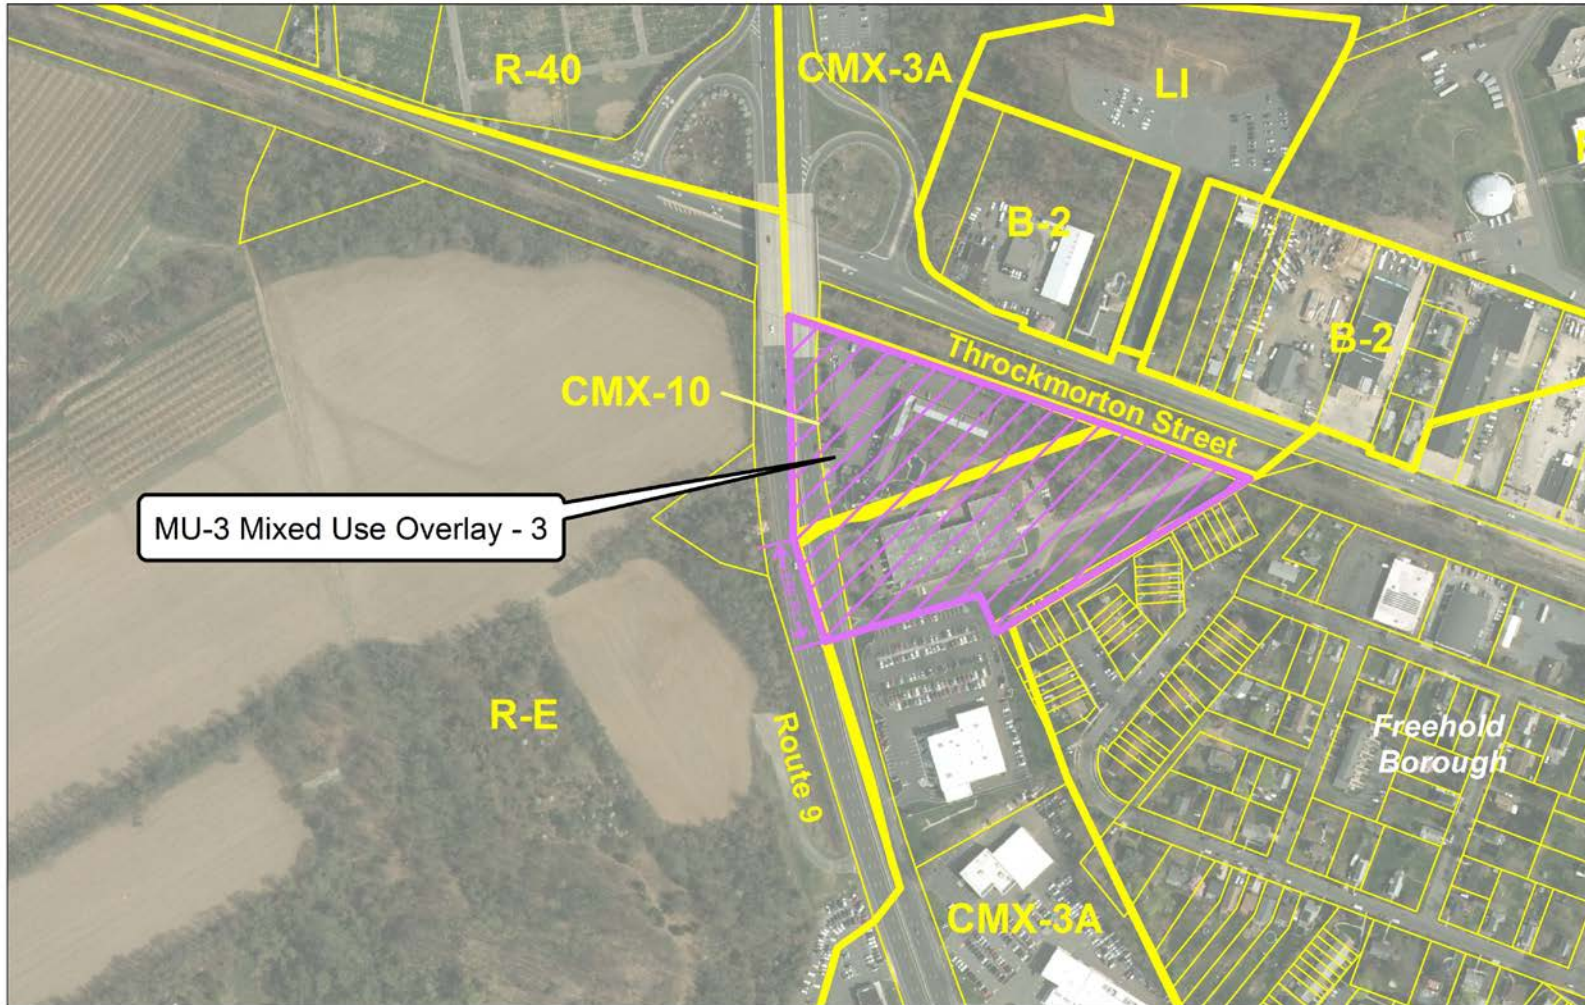 R-40
CMX-3A
LI
B-2
B-2
Throckmorton Street
CMX-10
MU-3 Mixed Use Overlay - 3
R-E
Route 9
Freehold
Borough
CMX-3A